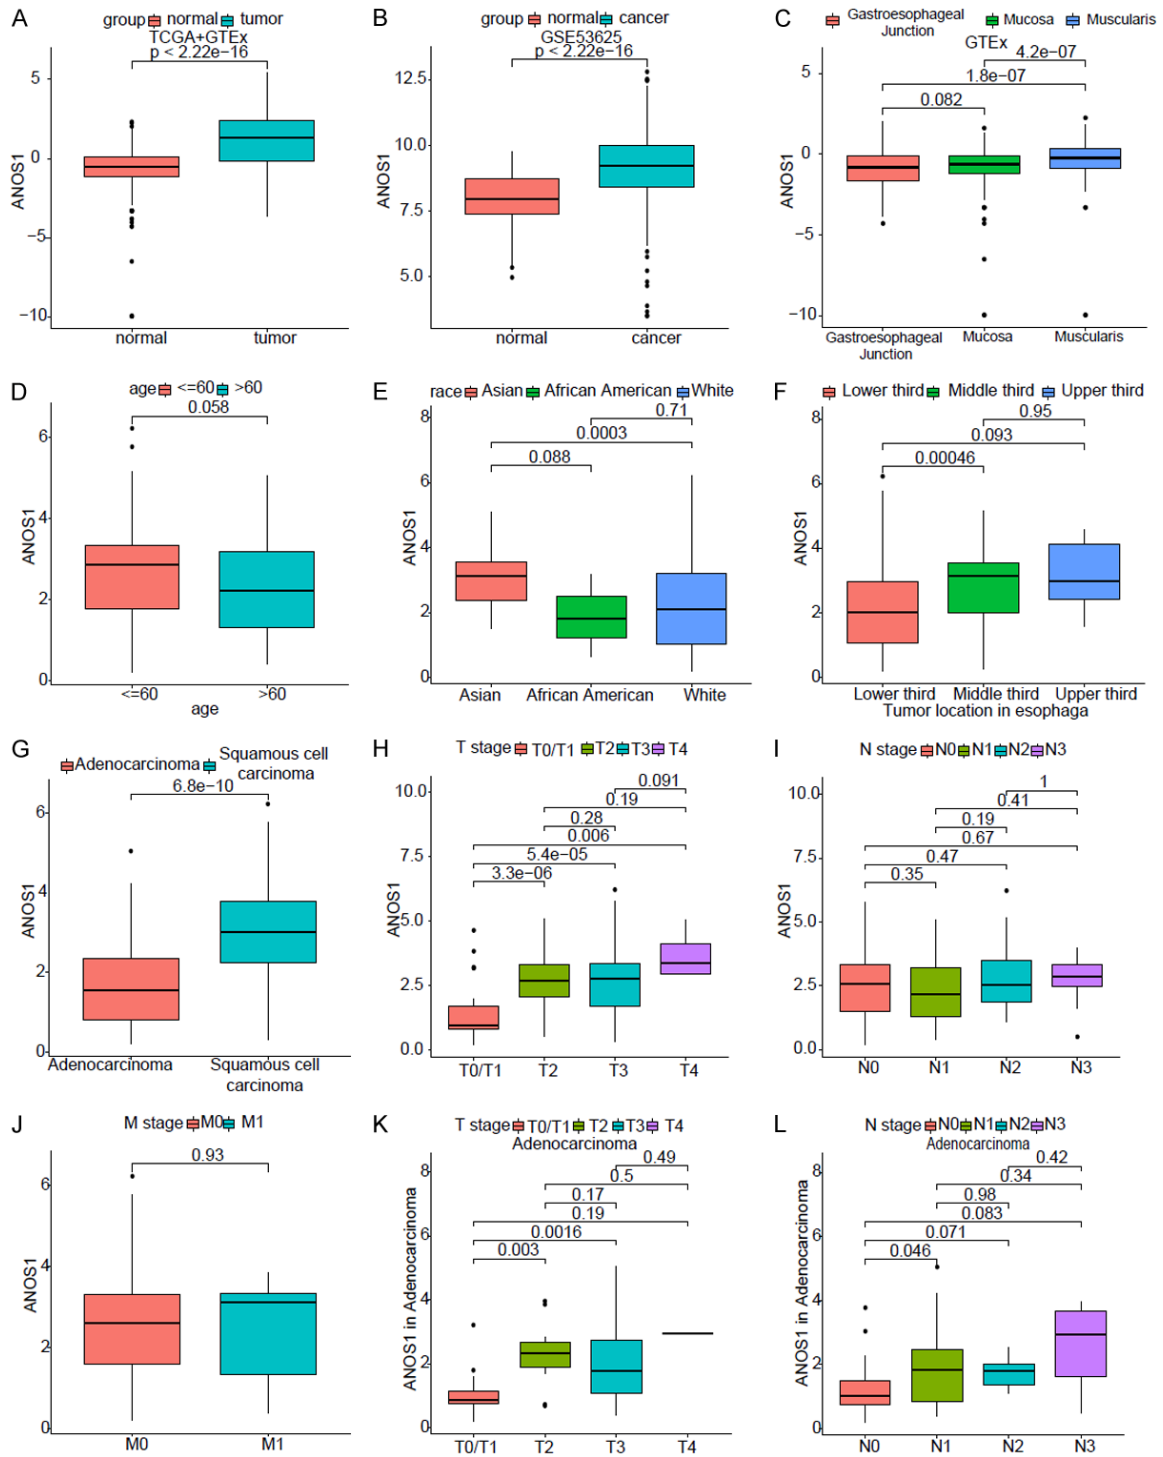 A
group normal tumor
TCGA+GTEx
p < 2.22e−16
ANOS1
5
0
−5
−10
normal tumor
B
group normal cancer
GSE53625
p < 2.22e−16
ANOS1
12.5
10.0
7.5
5.0
normal cancer
C
Gastroesophageal
Junction
Mucosa Muscularis
GTEx
4.2e−07
1.8e−07
0.082
ANOS1
5
0
−5
−10
Gastroesophageal
Junction
Mucosa Muscularis
D
age <=60 >60
0.058
ANOS1
6
4
2
0
<=60 >60
age
E
race Asian African American White
0.71
0.0003
0.088
ANOS1
8
6
4
2
0
Asian African American White
F
Lower third Middle third Upper third
0.95
0.093
0.00046
ANOS1
8
6
4
2
0
Lower third Middle third Upper third
Tumor location in esophaga
G
Adenocarcinoma Squamous cell
carcinoma
6.8e−10
ANOS1
6
4
2
0
Adenocarcinoma Squamous cell
carcinoma
H
T stage T0/T1 T2 T3 T4
0.091
0.19
0.28
0.006
5.4e−05
3.3e−06
ANOS1
10.0
7.5
5.0
2.5
0.0
T0/T1 T2 T3 T4
I
N stage N0 N1 N2 N3
1
0.41
0.19
0.67
0.47
0.35
ANOS1
10.0
7.5
5.0
2.5
0.0
N0 N1 N2 N3
J
M stage M0 M1
0.93
ANOS1
6
4
2
0
M0 M1
K
T stage T0/T1 T2 T3 T4
Adenocarcinoma
0.49
0.5
0.17
0.19
0.0016
0.003
ANOS1 in Adenocarcinoma
8
6
4
2
0
T0/T1 T2 T3 T4
L
N stage N0 N1 N2 N3
Adenocarcinoma
0.42
0.34
0.98
0.083
0.071
0.046
ANOS1 in Adenocarcinoma
8
6
4
2
0
N0 N1 N2 N3